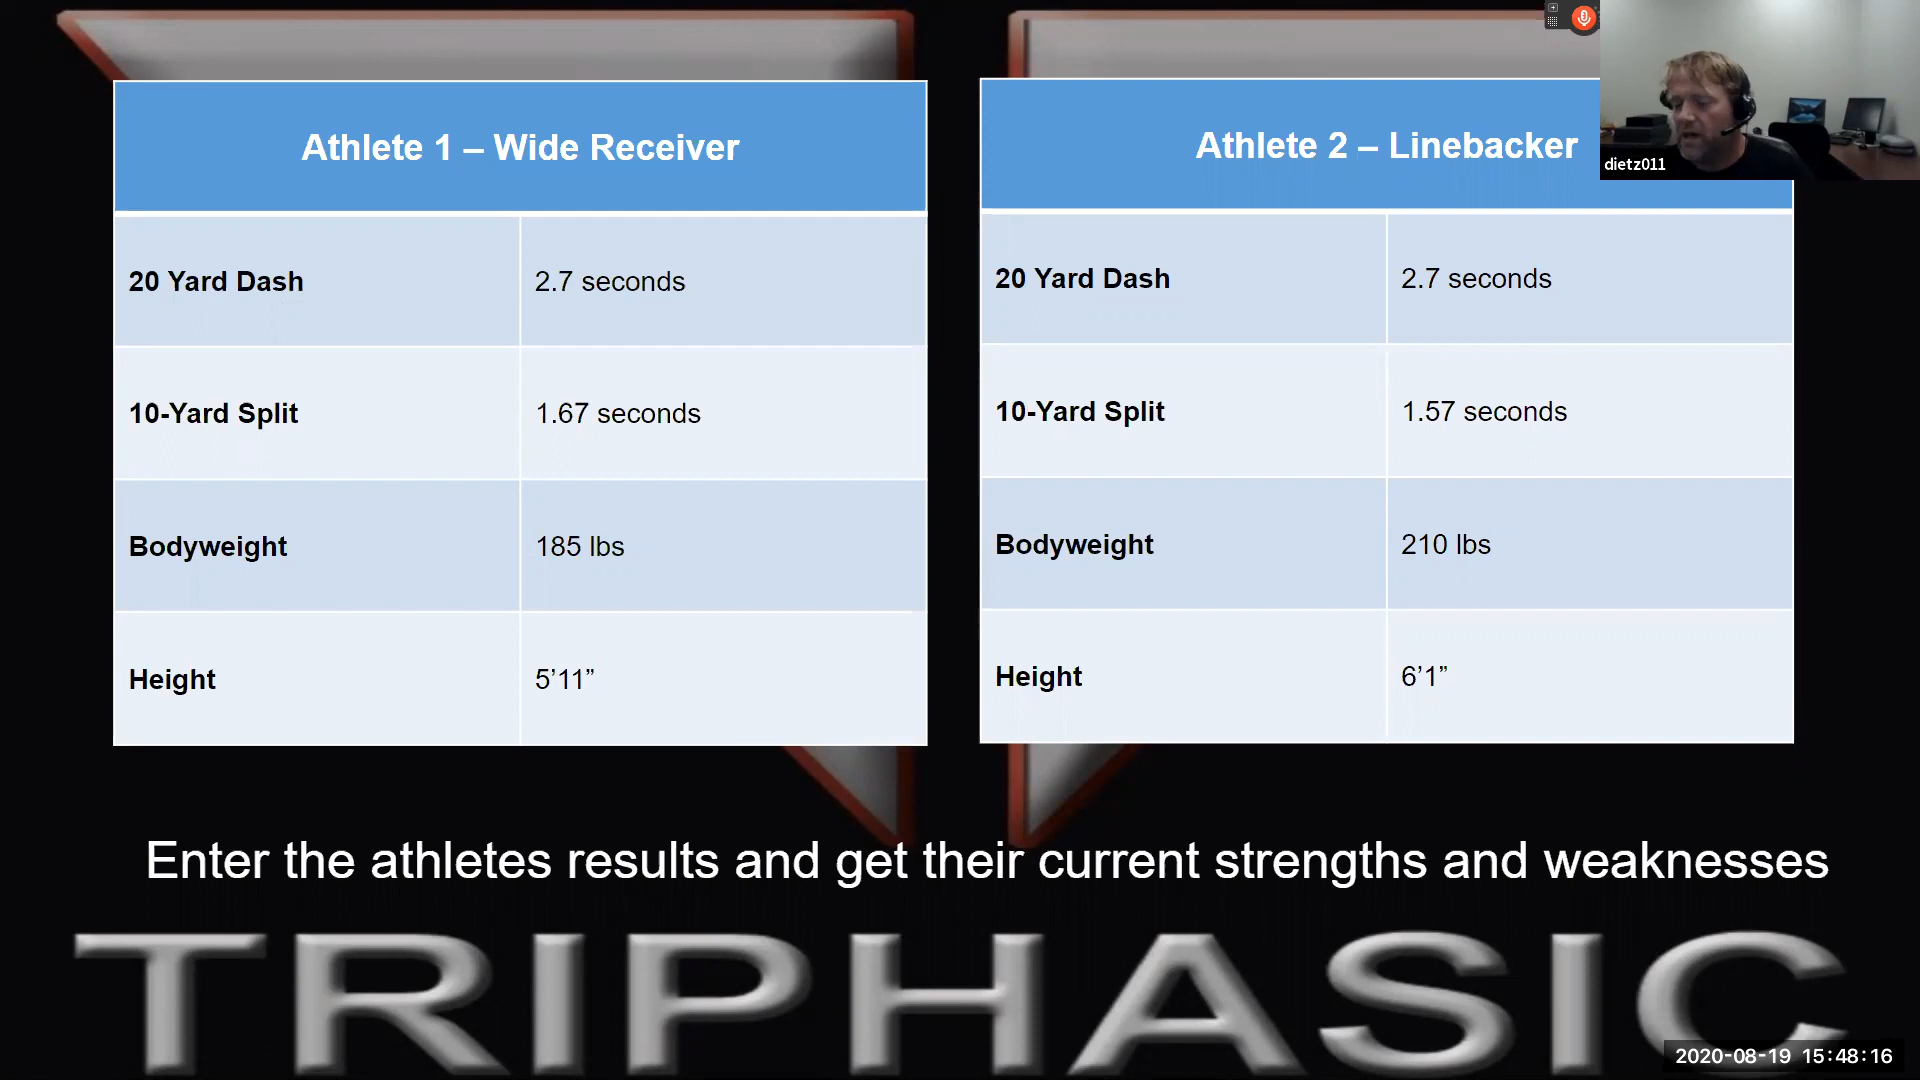 Athlete 1 – Wide Receiver
20 Yard Dash 2.7 seconds
10-Yard Split 1.67 seconds
Bodyweight 185 lbs
Height 5’11”
Athlete 2 – Linebacker
20 Yard Dash 2.7 seconds
10-Yard Split 1.57 seconds
Bodyweight 210 lbs
Height 6’1”
dietz011
Enter the athletes results and get their current strengths and weaknesses
TRIPHASIC
2020-08-19 15:48:16